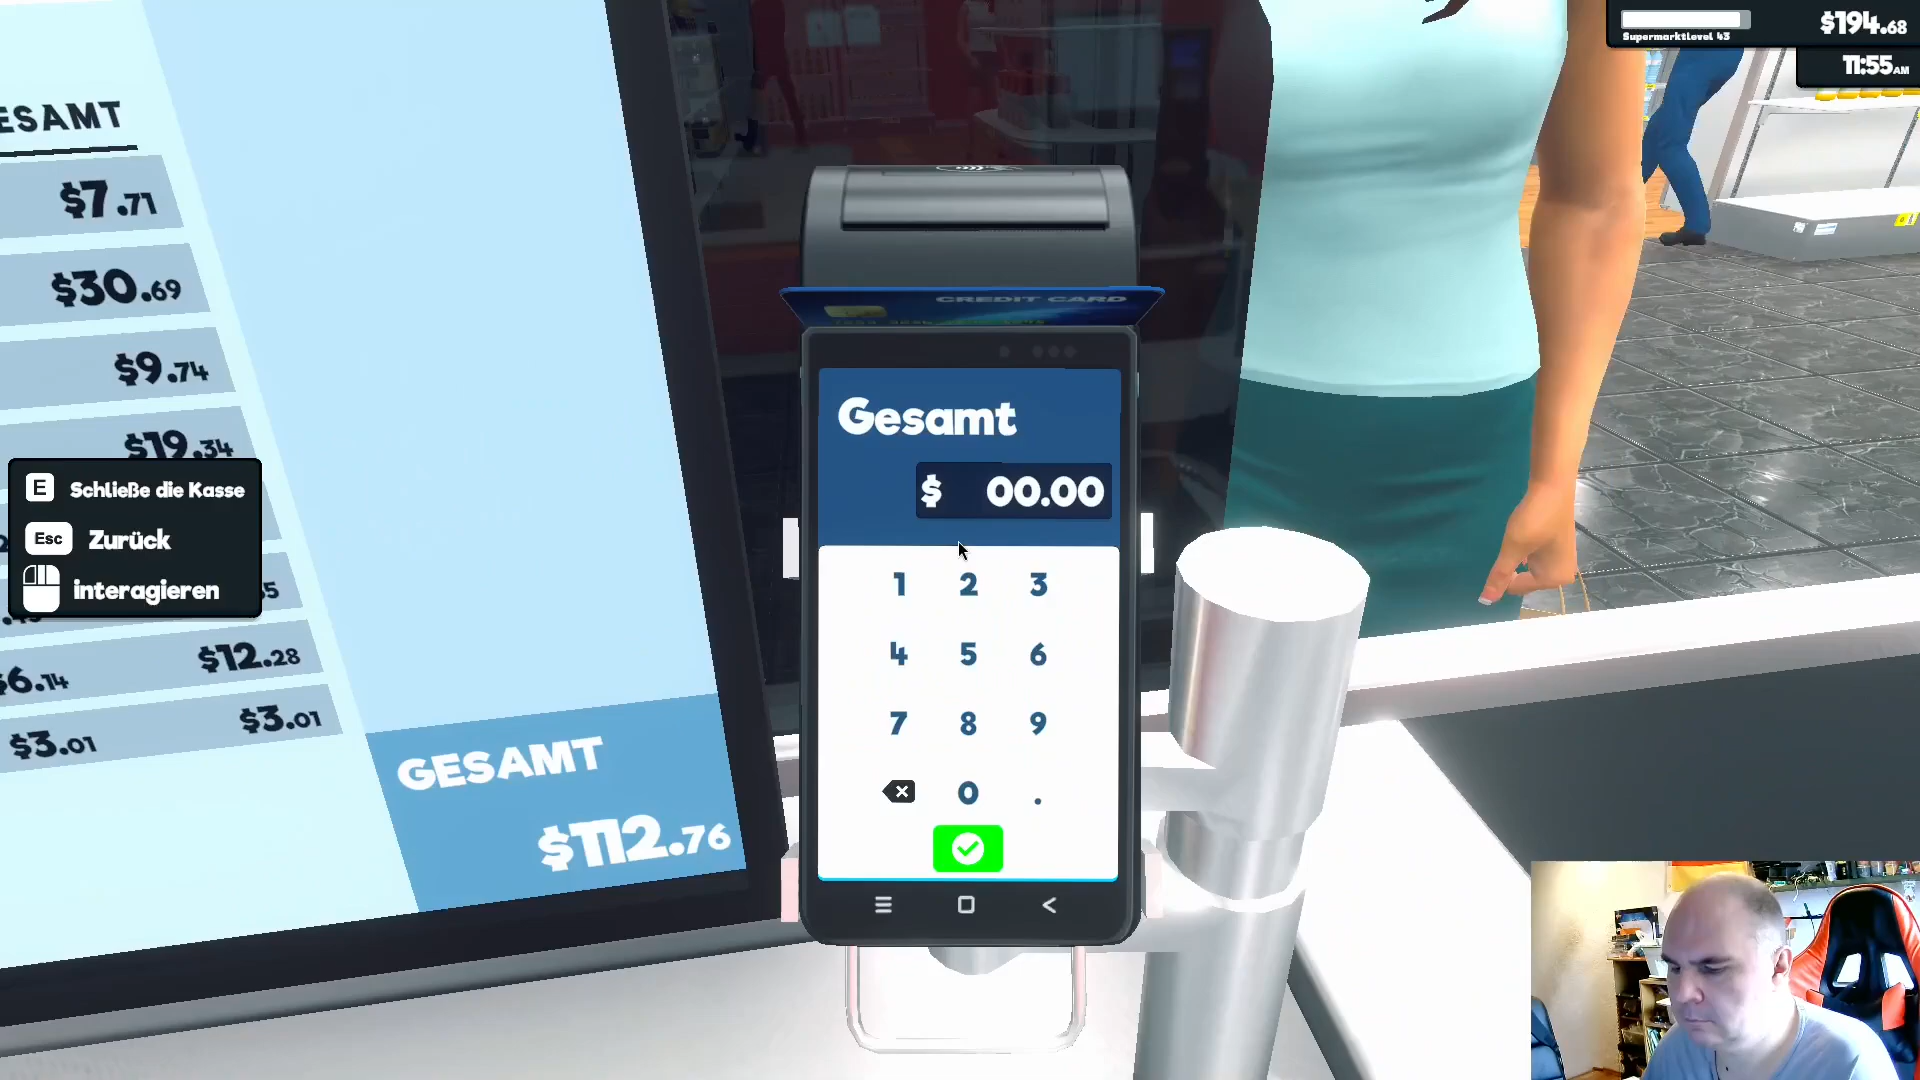 $194.68
Supermarktlevel 43
11:55AM
ESAMT
$7.71
$30.69
$9.74
$19.34
E Schließe die Kasse
Esc Zurück
interagieren
$6.14 $12.28
$3.01 $3.01
GESAMT
$112.76
CREDIT CARD
Gesamt
$ 00.00
1 2 3
4 5 6
7 8 9
0 .